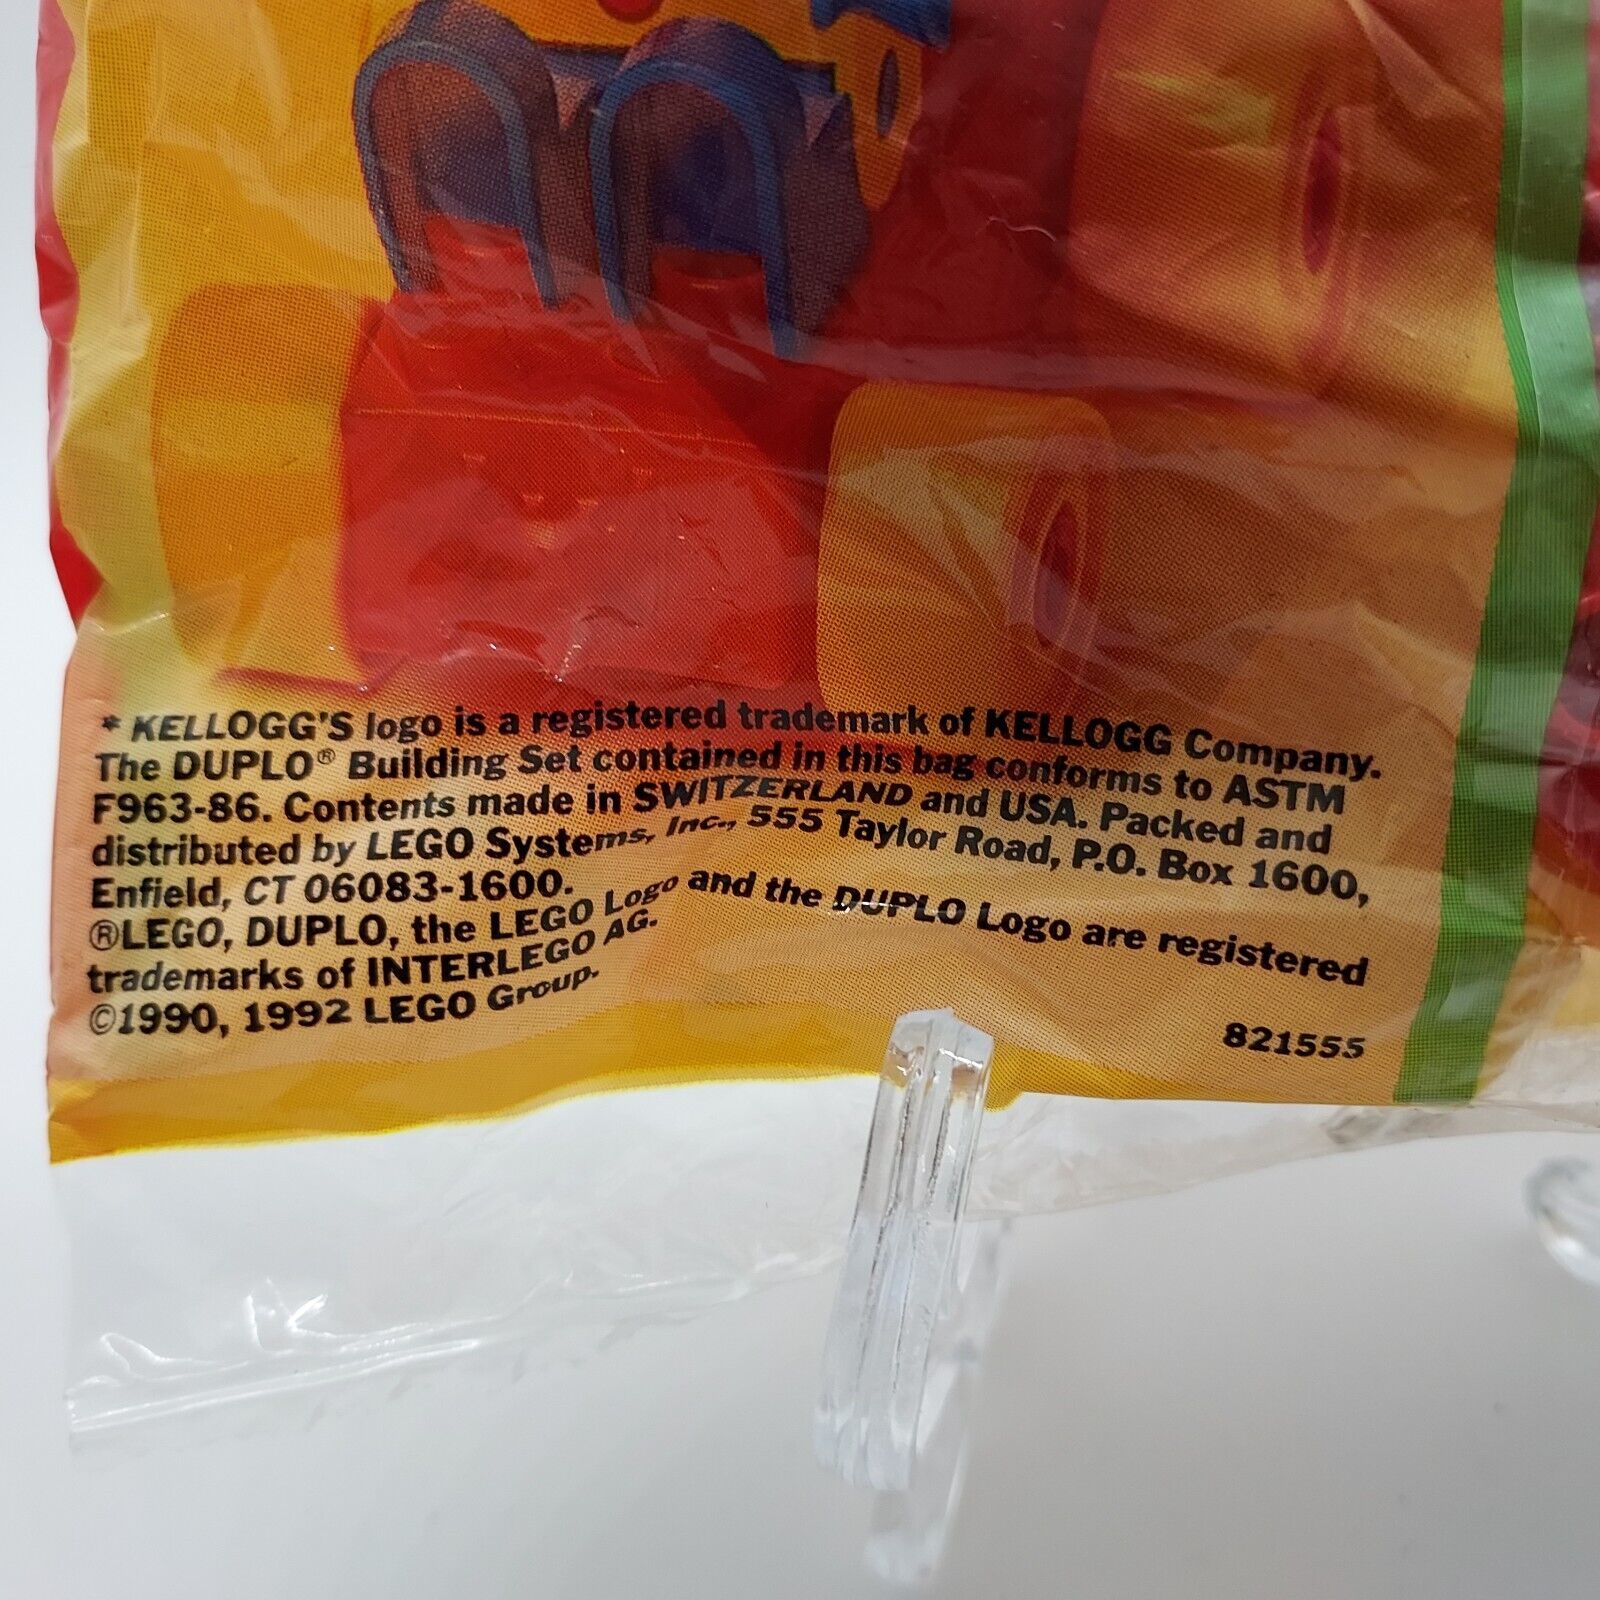 * KELLOGG'S logo is a registered trademark of KELLOGG Company.
The DUPLO® Building Set contained in this bag conforms to ASTM
F963-86. Contents made in SWITZERLAND and USA. Packed and
distributed by LEGO Systems, Inc., 555 Taylor Road, P.O. Box 1600,
Enfield, CT 06083-1600.
®LEGO, DUPLO, the LEGO Logo and the DUPLO Logo are registered
trademarks of INTERLEGO AG.
©1990, 1992 LEGO Group.
821555